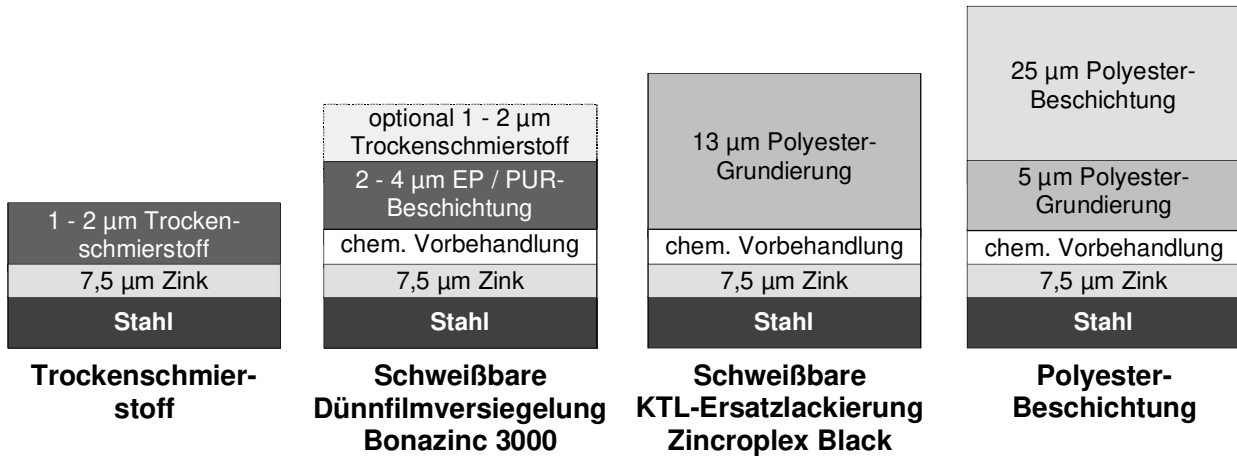 1 - 2 µm Trocken-
schmierstoff
7,5 µm Zink
Stahl
Trockenschmier-
stoff
optional 1 - 2 µm
Trockenschmierstoff
2 - 4 µm EP / PUR-
Beschichtung
chem. Vorbehandlung
7,5 µm Zink
Stahl
Schweißbare
Dünnfilmversiegelung
Bonazinc 3000
13 µm Polyester-
Grundierung
chem. Vorbehandlung
7,5 µm Zink
Stahl
Schweißbare
KTL-Ersatzlackierung
Zincroplex Black
25 µm Polyester-
Beschichtung
5 µm Polyester-
Grundierung
chem. Vorbehandlung
7,5 µm Zink
Stahl
Polyester-
Beschichtung